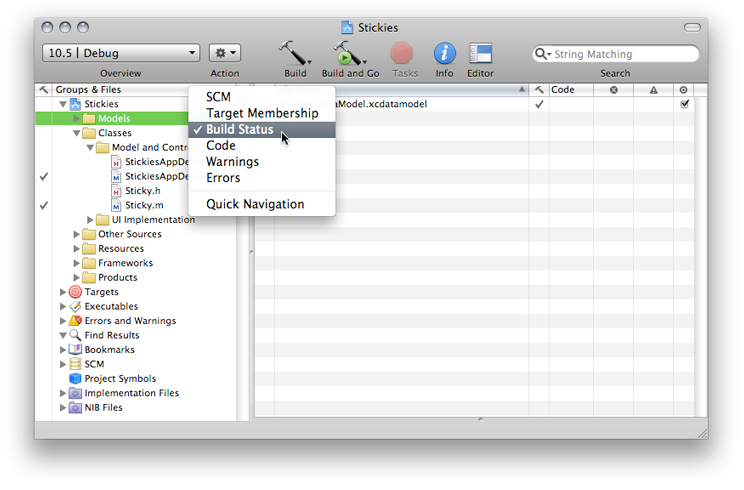 Stickies
10.5 | Debug
String Matching
Overview
Action
Build
Build and Go
Tasks
Info
Editor
Search
Groups & Files
Code
Stickies
Models
Classes
Model and Contr
StickiesAppDe
StickiesAppDe
Sticky.h
Sticky.m
UI Implementation
Other Sources
Resources
Frameworks
Products
Targets
Executables
Errors and Warnings
Find Results
Bookmarks
SCM
Project Symbols
Implementation Files
NIB Files
SCM
Target Membership
Build Status
Code
Warnings
Errors
Quick Navigation
Model.xcdatamodel